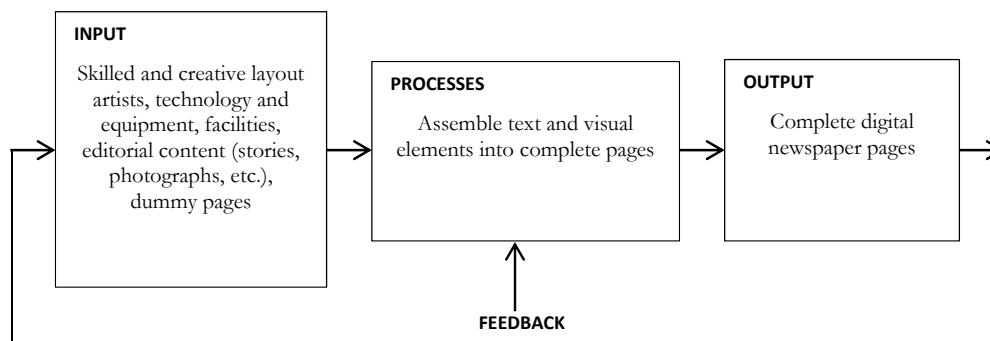 INPUT
Skilled and creative layout
artists, technology and
equipment, facilities,
editorial content (stories,
photographs, etc.),
dummy pages
PROCESSES
Assemble text and visual
elements into complete pages
OUTPUT
Complete digital
newspaper pages
FEEDBACK